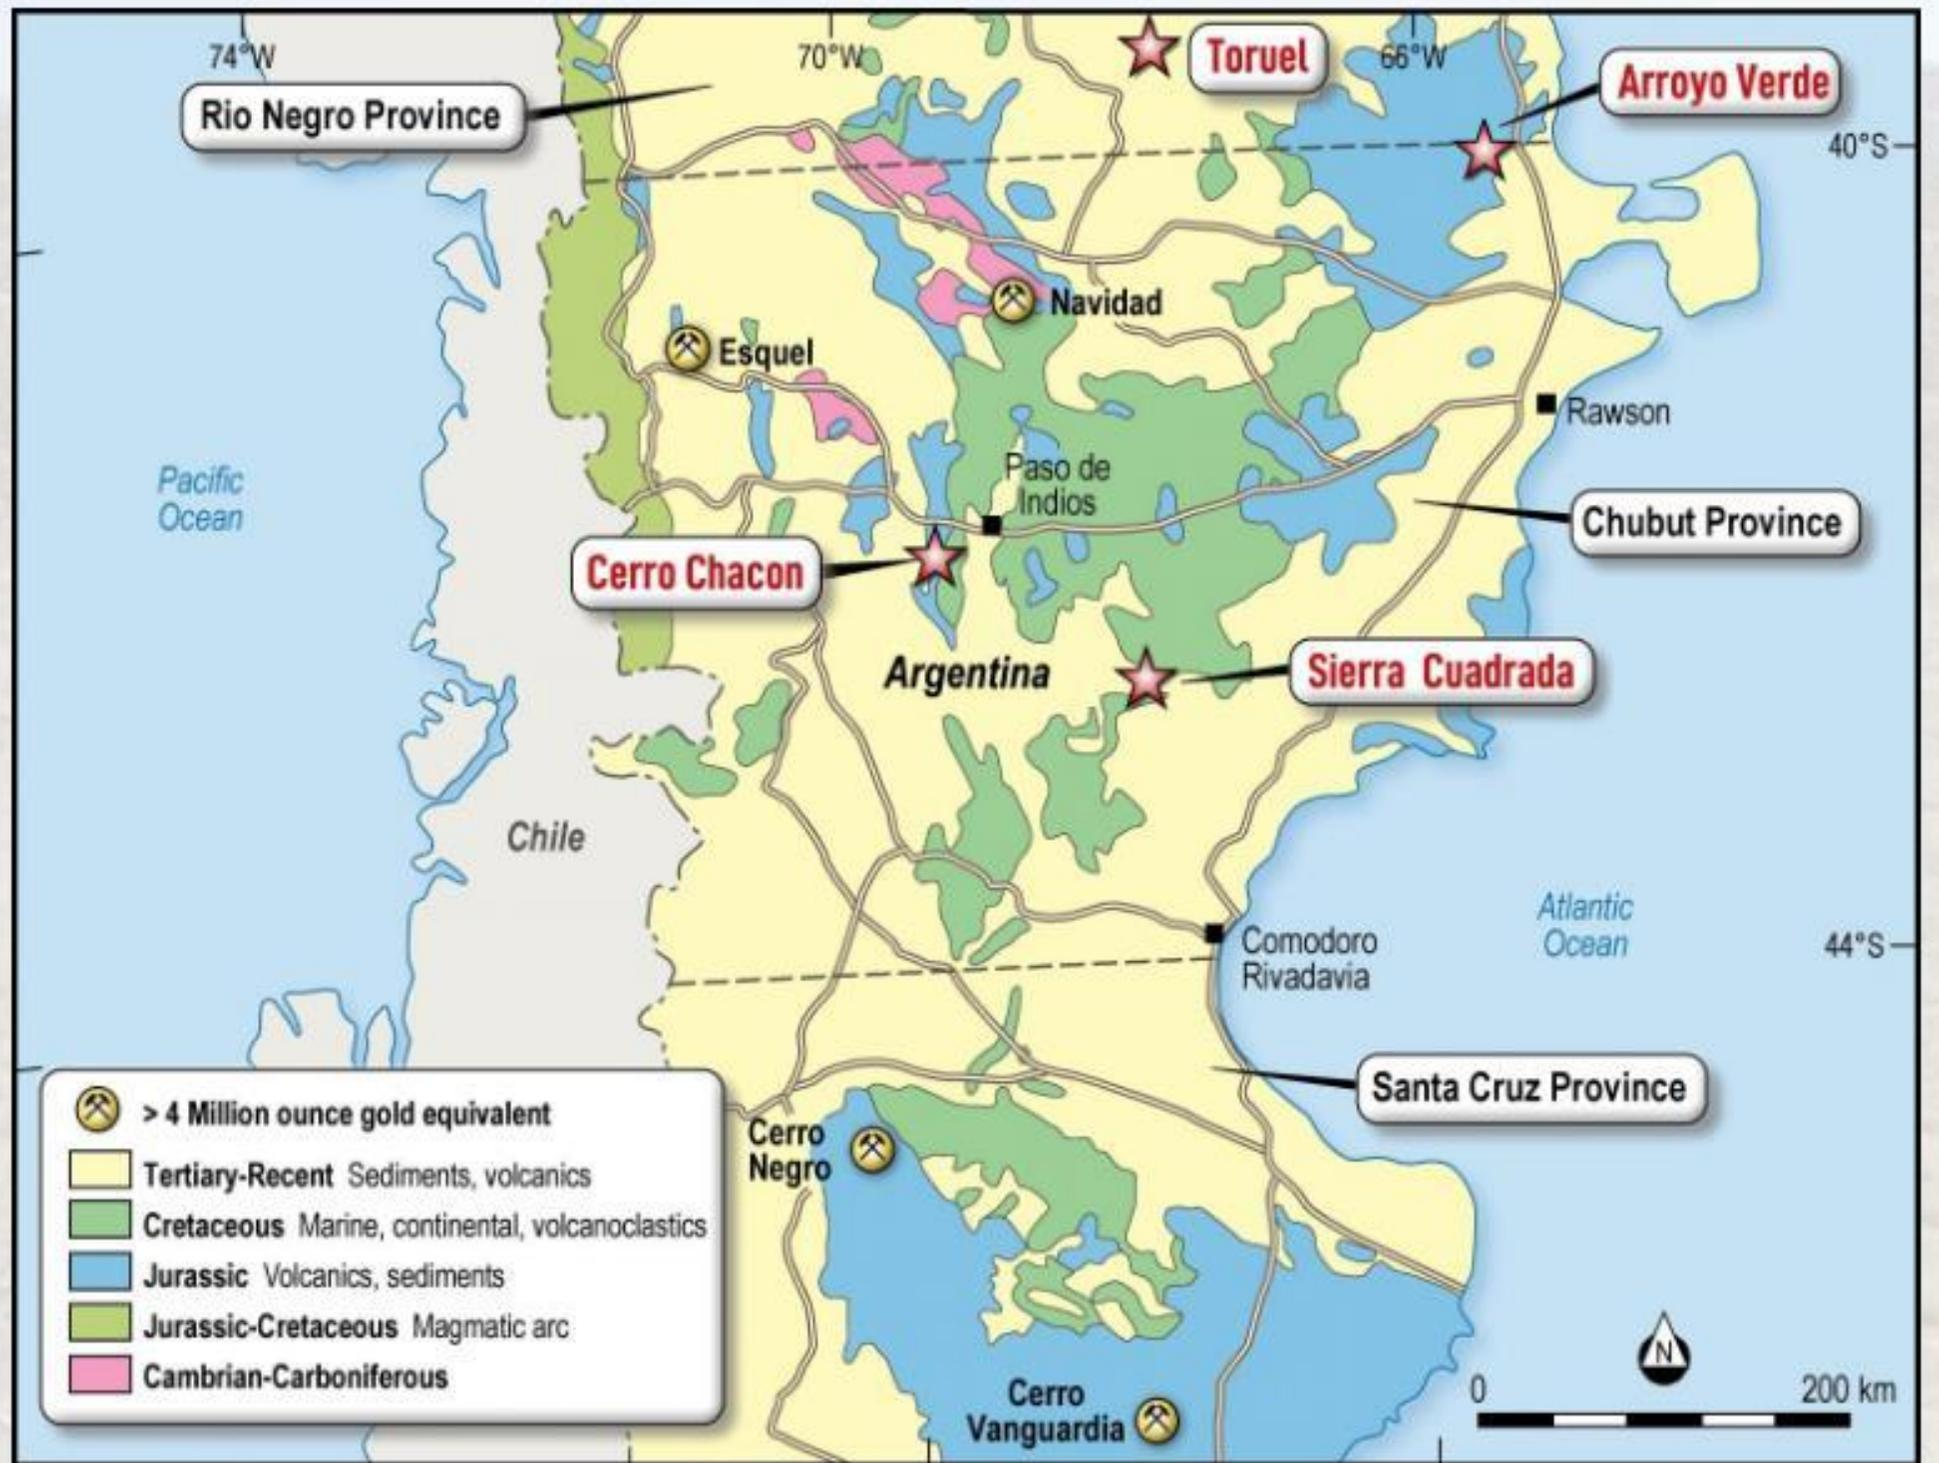 74°W
70°W
66°W
Toruel
Arroyo Verde
Rio Negro Province
40°S
Navidad
Esquel
Rawson
Pacific
Ocean
Paso de
Indios
Chubut Province
Cerro Chacon
Argentina
Sierra Cuadrada
Chile
Atlantic
Ocean
Comodoro
Rivadavia
44°S
Santa Cruz Province
> 4 Million ounce gold equivalent
Tertiary-Recent Sediments, volcanics
Cretaceous Marine, continental, volcanoclastics
Jurassic Volcanics, sediments
Jurassic-Cretaceous Magmatic arc
Cambrian-Carboniferous
Cerro
Negro
Cerro
Vanguardia
N
0 200 km